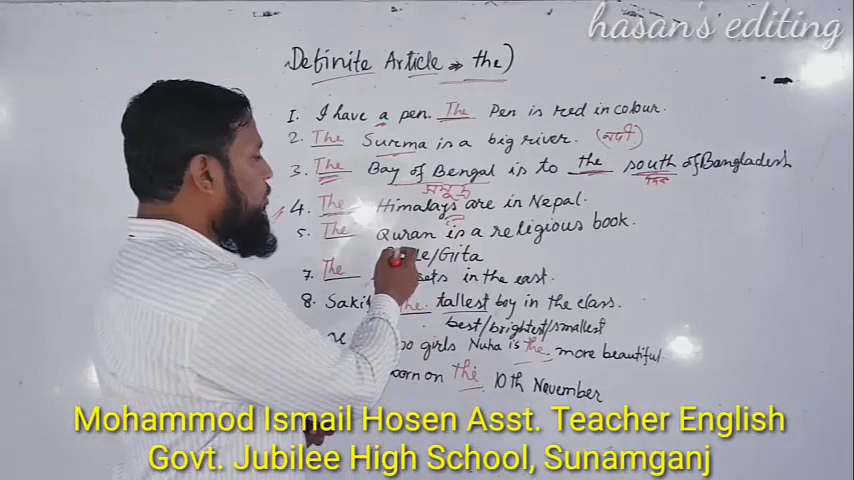 hasan's editing
Definite Article → the)
1. I have a pen. The Pen is red in colour.
2. The Surma is a big river. (নদী)
3. The Bay of Bengal is to the south of Bangladesh
সমুদ্র
4. The Himalays are in Nepal.
5. The Quran is a religious book.
/Gita
7. The sets in the east.
8. the tallest boy in the class.
best/brightest/smallest
girls Nuha is the more beautiful.
born on the 10th November
Mohammod Ismail Hosen Asst. Teacher English
Govt. Jubilee High School, Sunamganj